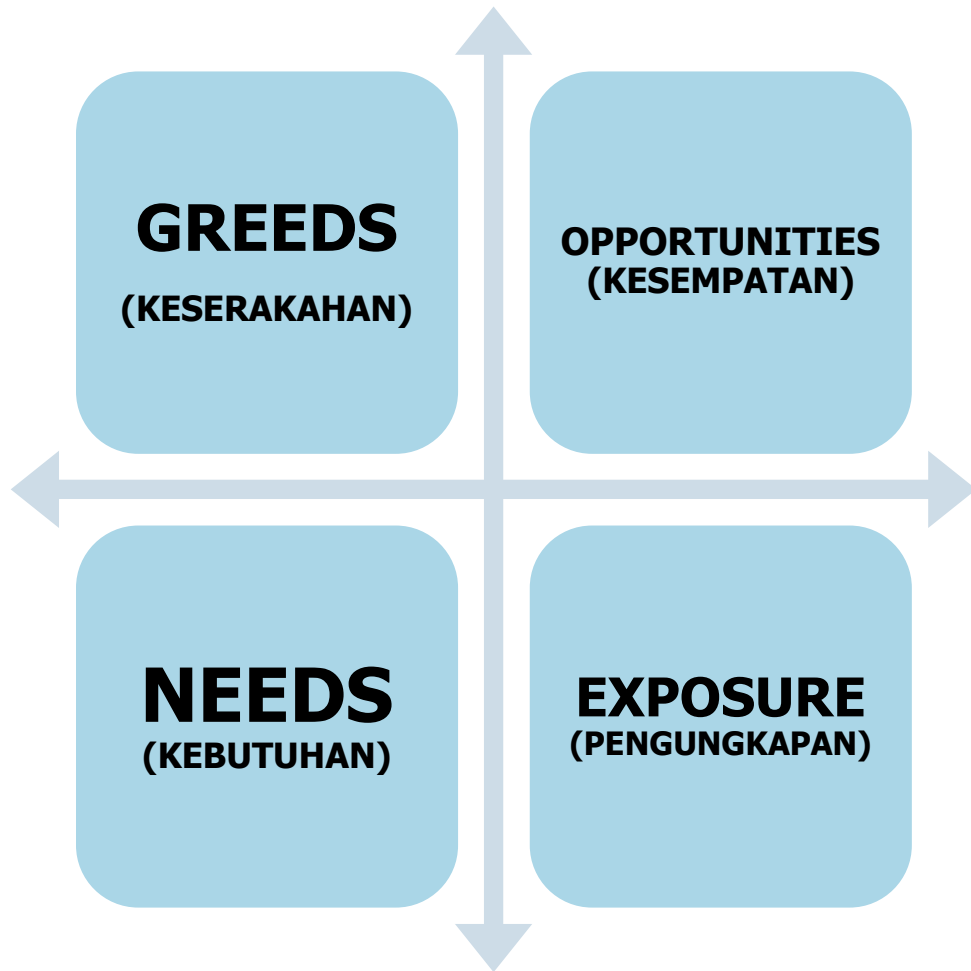 GREEDS
(KESERAKAHAN)
OPPORTUNITIES
(KESEMPATAN)
NEEDS
(KEBUTUHAN)
EXPOSURE
(PENGUNGKAPAN)